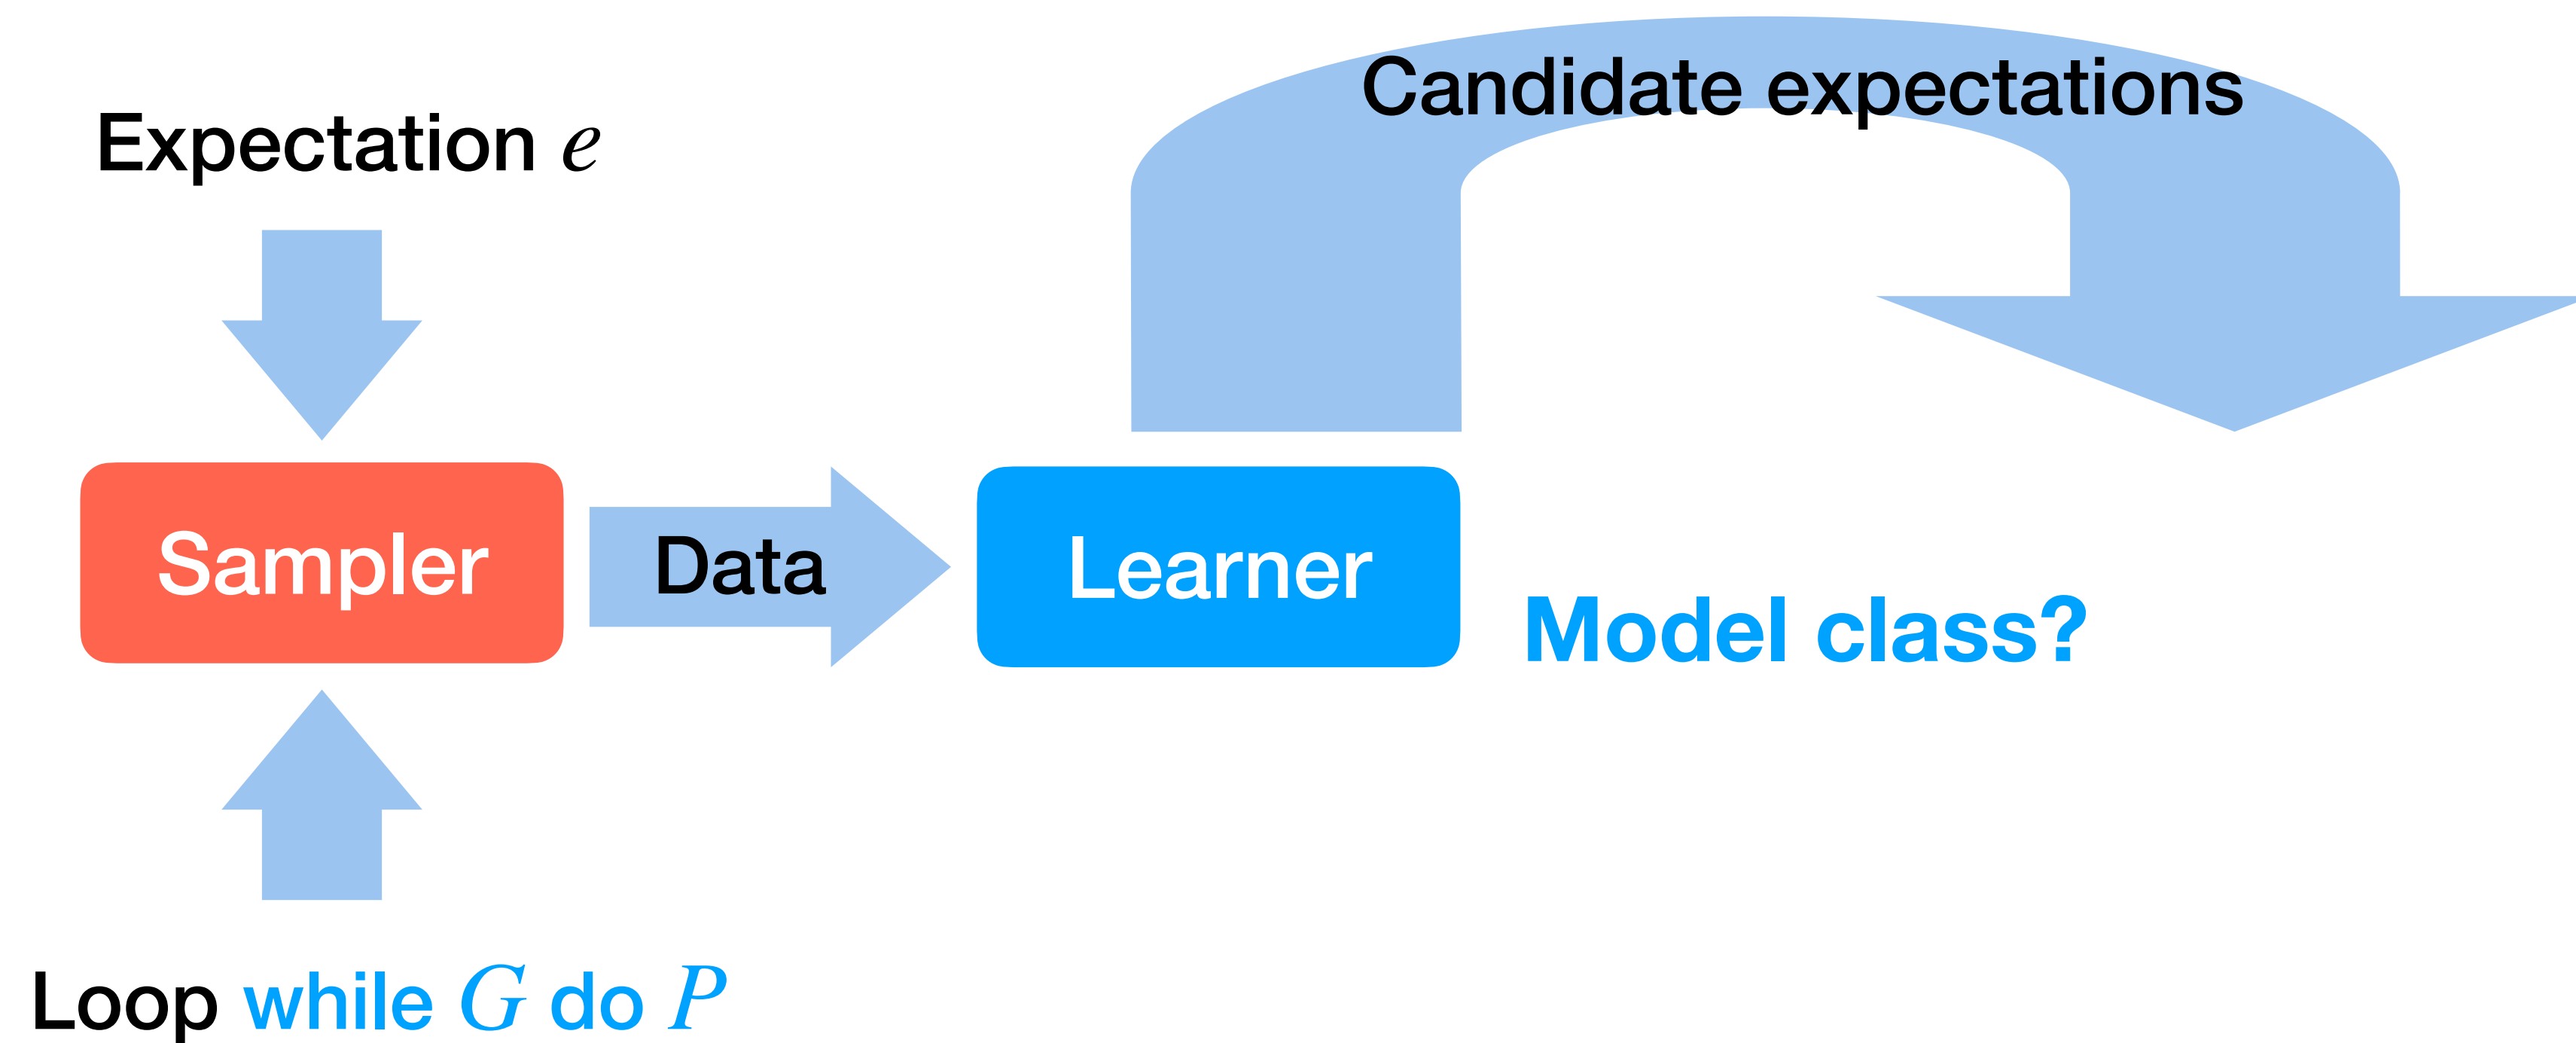 Candidate expectations
Expectation e
Sampler
Data
Learner
Model class?
Loop while G do P